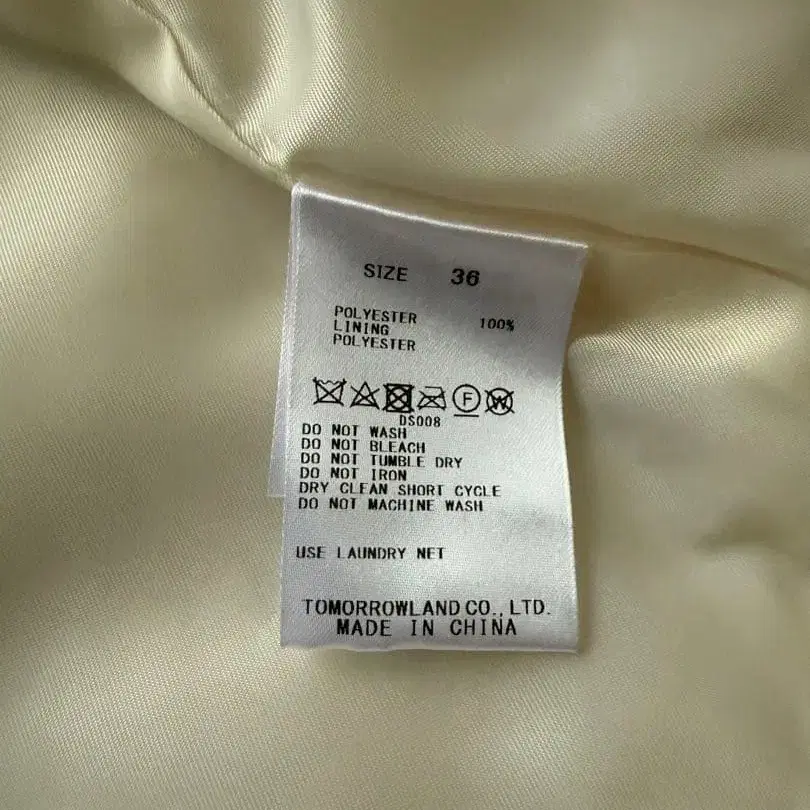 SIZE 36
POLYESTER 100%
LINING
POLYESTER
F W
DS008
DO NOT WASH
DO NOT BLEACH
DO NOT TUMBLE DRY
DO NOT IRON
DRY CLEAN SHORT CYCLE
DO NOT MACHINE WASH
USE LAUNDRY NET
TOMORROWLAND CO., LTD.
MADE IN CHINA